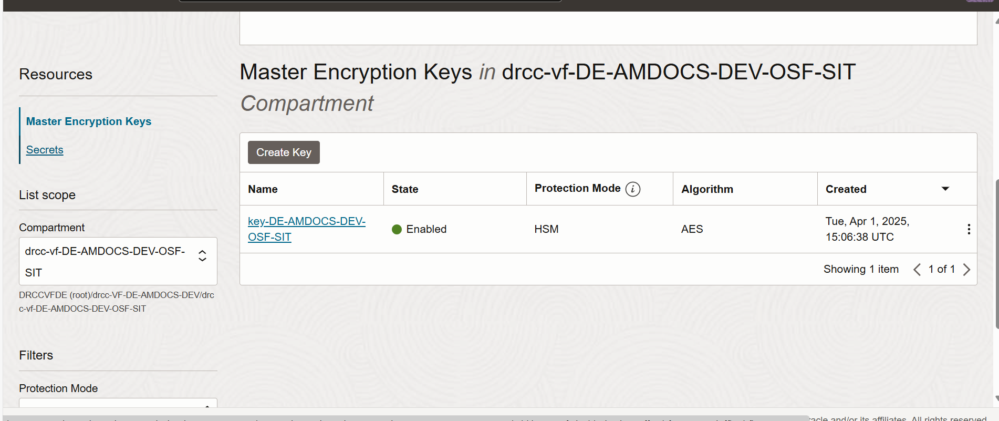 Resources
Master Encryption Keys
Secrets
List scope
Compartment
drcc-vf-DE-AMDOCS-DEV-OSF-
SIT
DRCCVFDE (root)/drcc-VF-DE-AMDOCS-DEV/drc
c-vf-DE-AMDOCS-DEV-OSF-SIT
Filters
Protection Mode
Master Encryption Keys in drcc-vf-DE-AMDOCS-DEV-OSF-SIT
Compartment
Create Key
Name State Protection Mode i Algorithm Created
key-DE-AMDOCS-DEV-
OSF-SIT
Enabled
HSM
AES
Tue, Apr 1, 2025,
15:06:38 UTC
Showing 1 item 1 of 1
and/or its affiliates. All rights reserved.